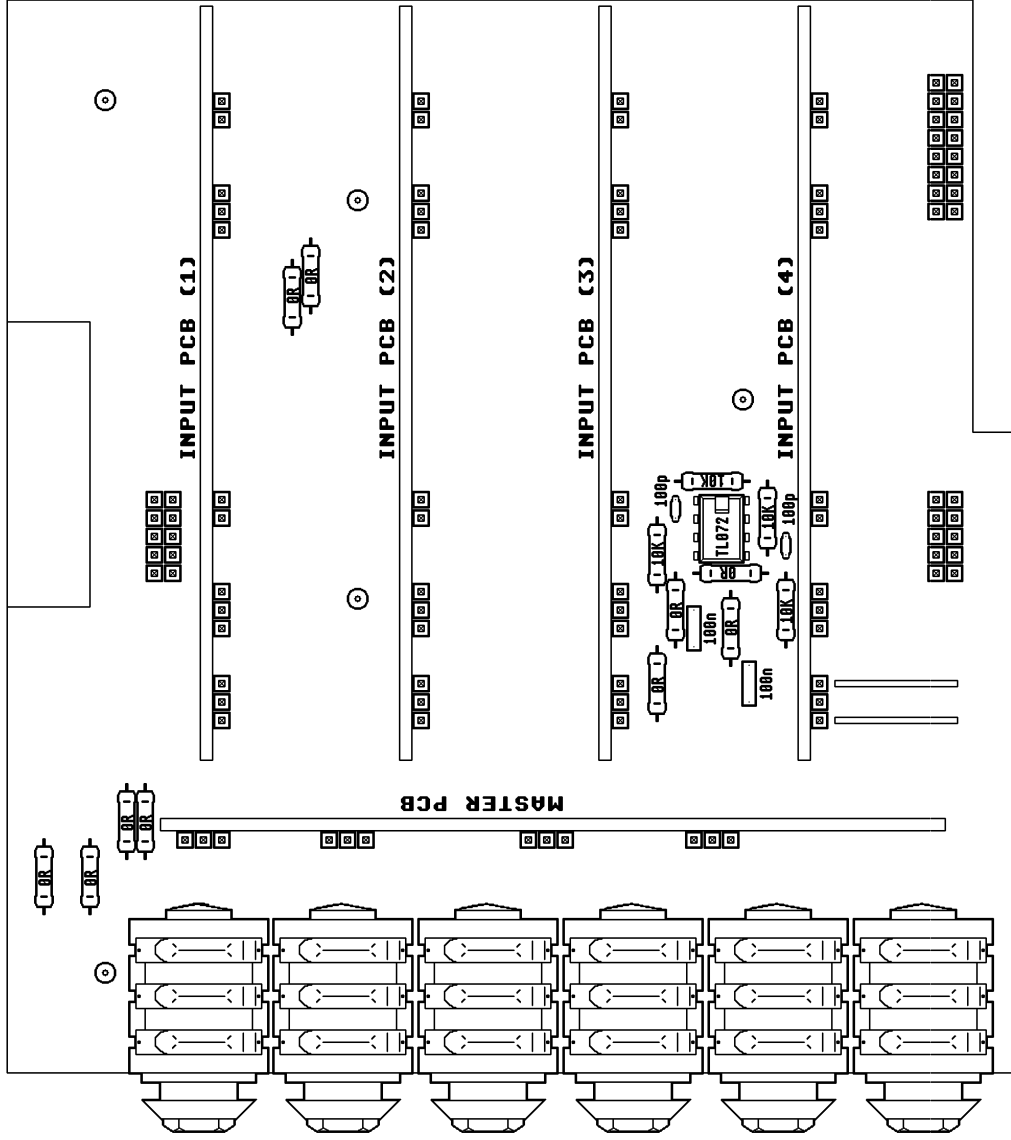 INPUT PCB (1)
INPUT PCB (2)
INPUT PCB (3)
INPUT PCB (4)
0R
0R
100p
10K
TL072
10K
100p
10K
0R
0R
100n
0R
10K
0R
100n
MASTER PCB
0R
0R
0R
0R